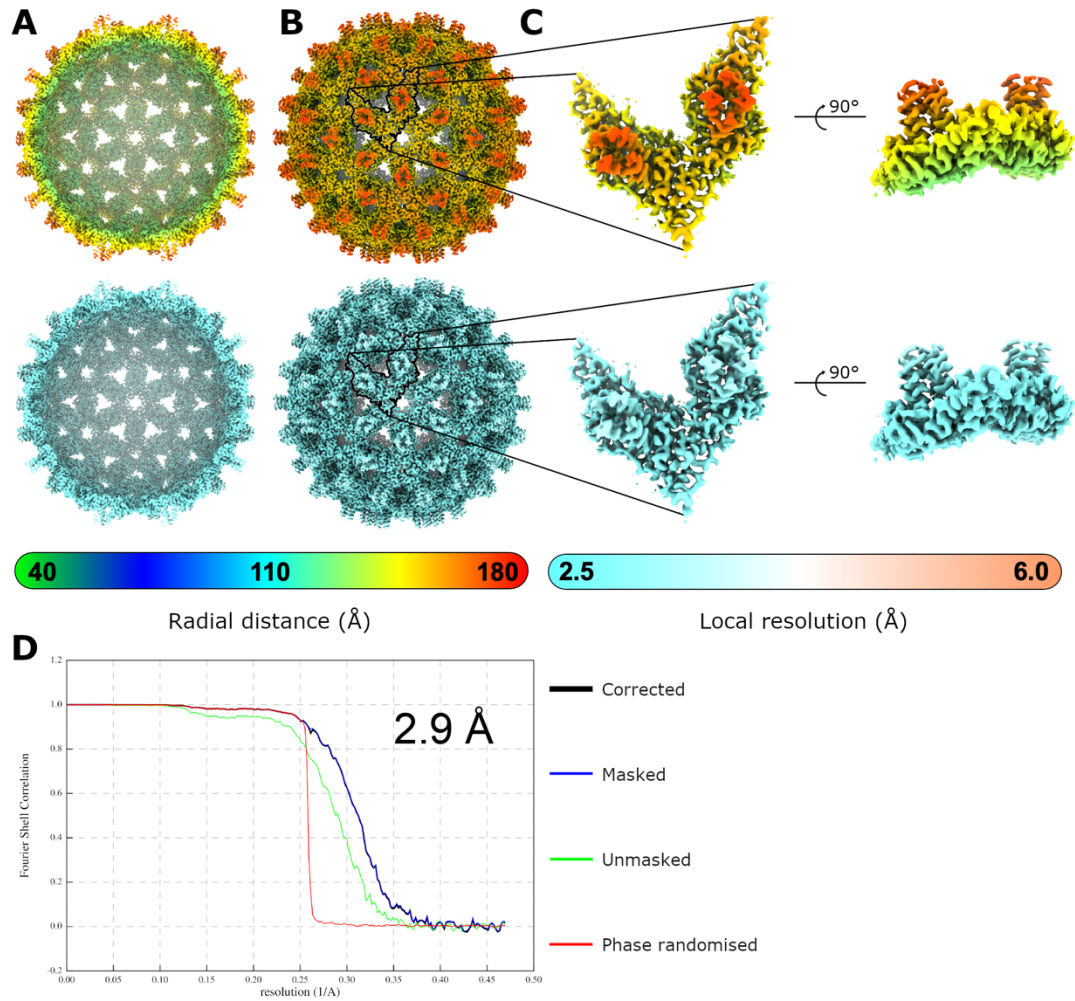 A B C
90°
90°
40 110 180
Radial distance (Å)
2.5 6.0
Local resolution (Å)
D
1.2
1.0
0.8
0.6
0.4
0.2
0.0
-0.2
Fourier Shell Correlation
2.9 Å
0.00 0.05 0.10 0.15 0.20 0.25 0.30 0.35 0.40 0.45 0.50
resolution (1/A)
Corrected
Masked
Unmasked
Phase randomised